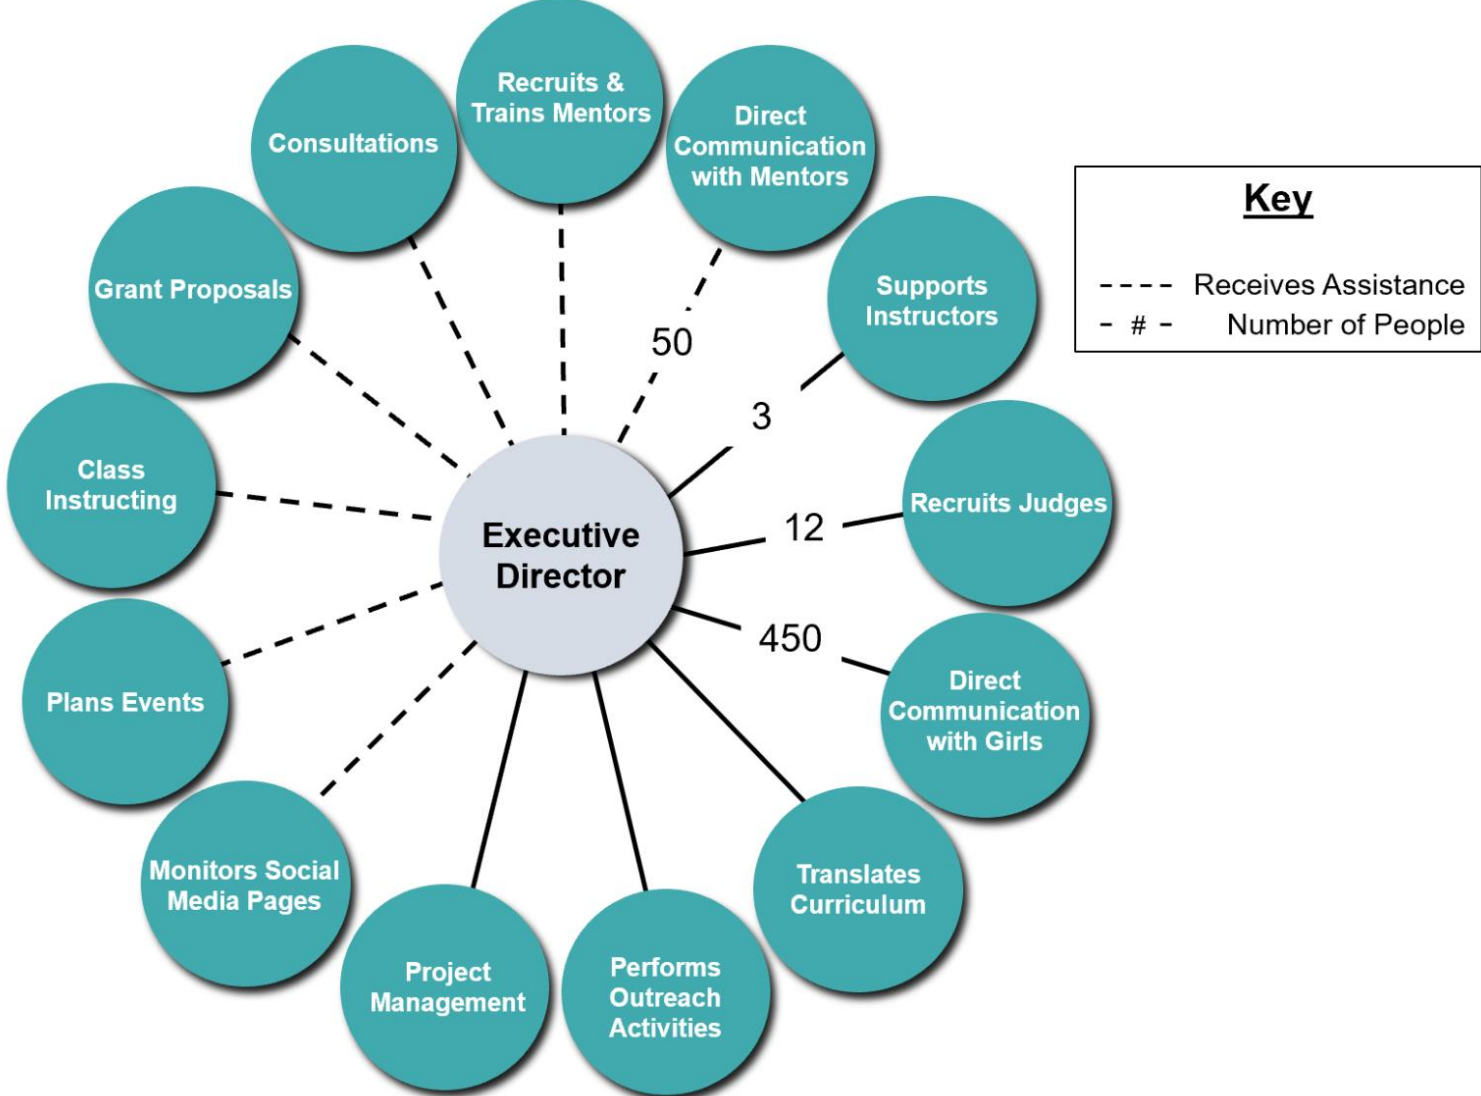 Recruits &
Trains Mentors
Direct
Communication
with Mentors
Consultations
Key
---- Receives Assistance
- # - Number of People
Supports
Instructors
Grant Proposals
50
3
Class
Instructing
Recruits Judges
12
Executive
Director
450
Plans Events
Direct
Communication
with Girls
Monitors Social
Media Pages
Translates
Curriculum
Project
Management
Performs
Outreach
Activities